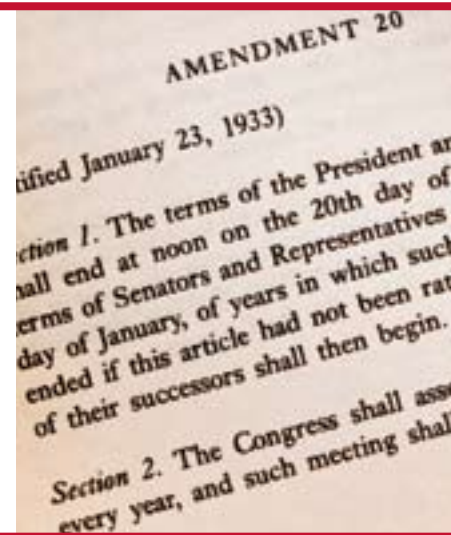 AMENDMENT 20
tified January 23, 1933)
ction 1. The terms of the President an
hall end at noon on the 20th day of
erms of Senators and Representatives
day of January, of years in which such
ended if this article had not been rat
of their successors shall then begin.
Section 2. The Congress shall asse
every year, and such meeting shall